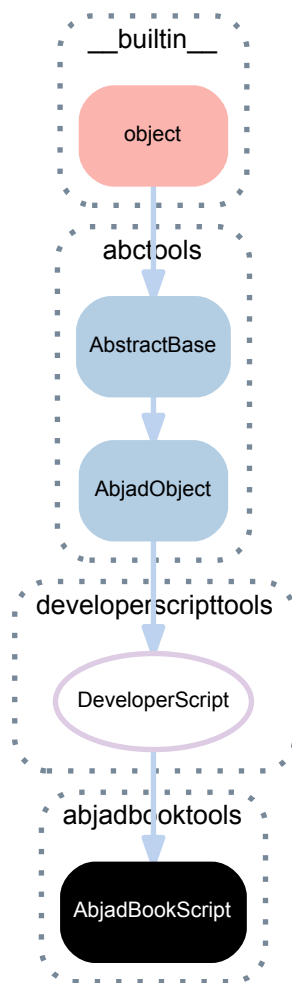 __builtin__
object
abctools
AbstractBase
AbjadObject
developerscripttools
DeveloperScript
abjadbooktools
AbjadBookScript